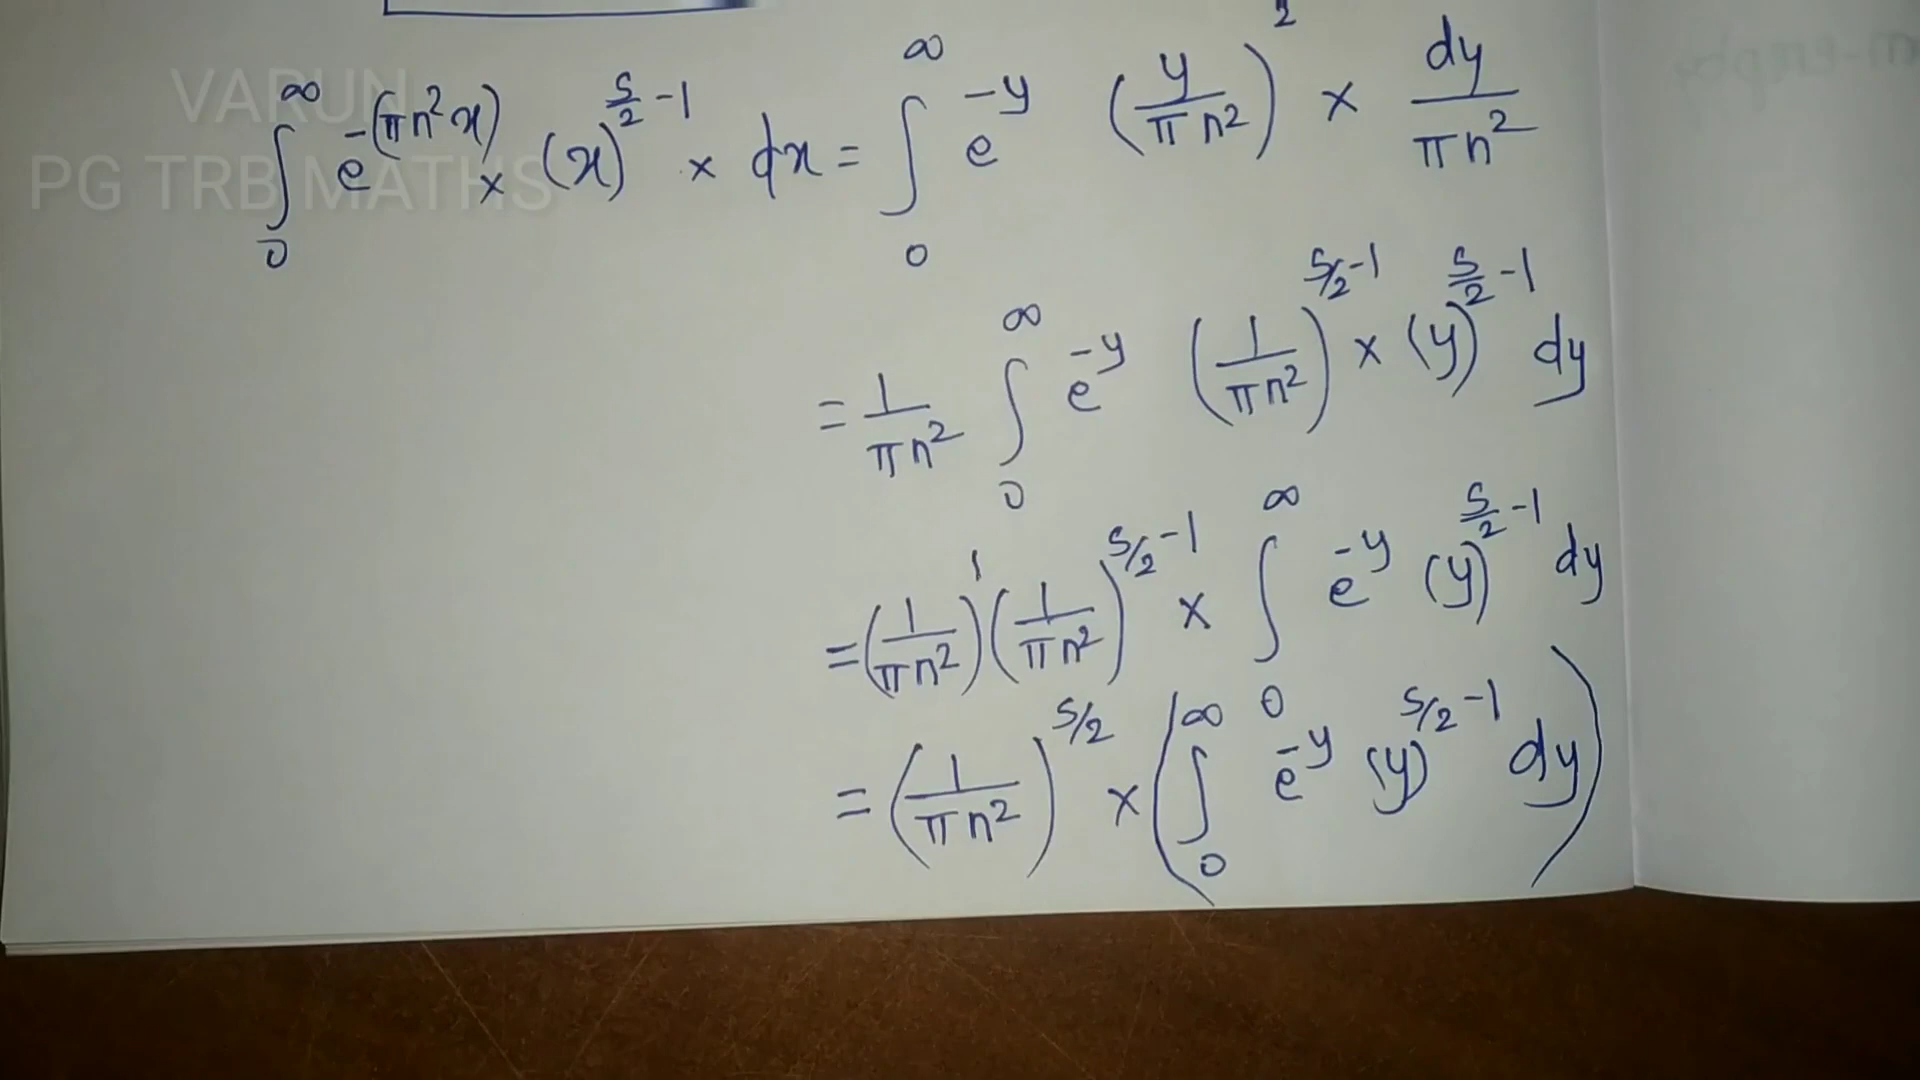 VARUN
PG TRB MATHS
∫₀^∞ e^{-(πn²x)} × (x)^{s/2 -1} × dx = ∫₀^∞ e^{-y} (y/πn²)^2 × dy/πn²
= 1/πn² ∫₀^∞ e^{-y} (1/πn²)^{s/2-1} × (y)^{s/2 -1} dy
= (1/πn²)^1 (1/πn²)^{s/2-1} × ∫₀^∞ e^{-y} (y)^{s/2 -1} dy
= (1/πn²)^{s/2} × (∫₀^∞ e^{-y} (y)^{s/2-1} dy)